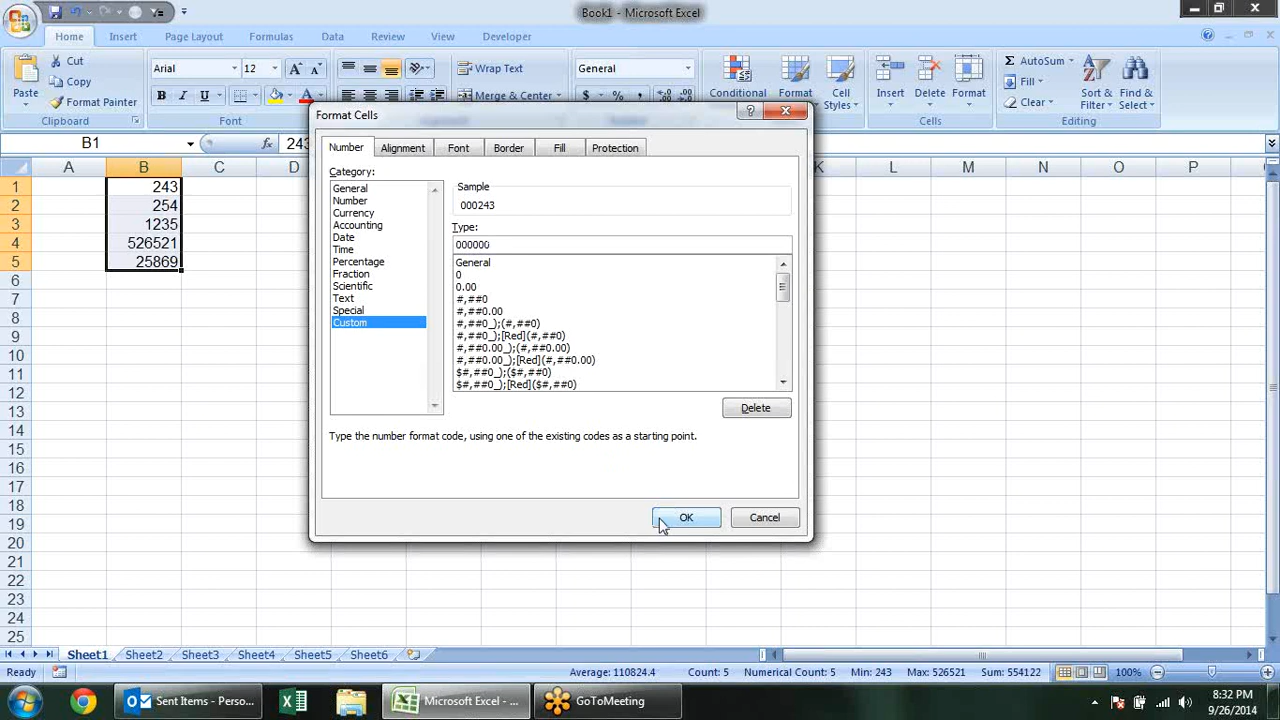 Book1 - Microsoft Excel
Home Insert Page Layout Formulas Data Review View Developer
Paste
Cut
Copy
Format Painter
Clipboard
Arial 12
B I U
Font
Wrap Text
Merge & Center
General
$ % ,
Conditional Format Cell
Styles
Insert Delete Format
Cells
AutoSum
Fill
Clear
Sort & Find &
Filter Select
Editing
B1 fx 243
A B C D K L M N O P
1 243
2 254
3 1235
4 526521
5 25869
6
7
8
9
10
11
12
13
14
15
16
17
18
19
20
21
22
23
24
25
Format Cells
Number Alignment Font Border Fill Protection
Category:
General
Number
Currency
Accounting
Date
Time
Percentage
Fraction
Scientific
Text
Special
Custom
Sample
000243
Type:
000000
General
0
0.00
#,##0
#,##0.00
#,##0_);(#,##0)
#,##0_);[Red](#,##0)
#,##0.00_);(#,##0.00)
#,##0.00_);[Red](#,##0.00)
$#,##0_);($#,##0)
$#,##0_);[Red]($#,##0)
Delete
Type the number format code, using one of the existing codes as a starting point.
OK Cancel
Sheet1 Sheet2 Sheet3 Sheet4 Sheet5 Sheet6
Ready Average: 110824.4 Count: 5 Numerical Count: 5 Min: 243 Max: 526521 Sum: 554122 100%
Sent Items - Perso... Microsoft Excel - ... GoToMeeting
8:32 PM
9/26/2014